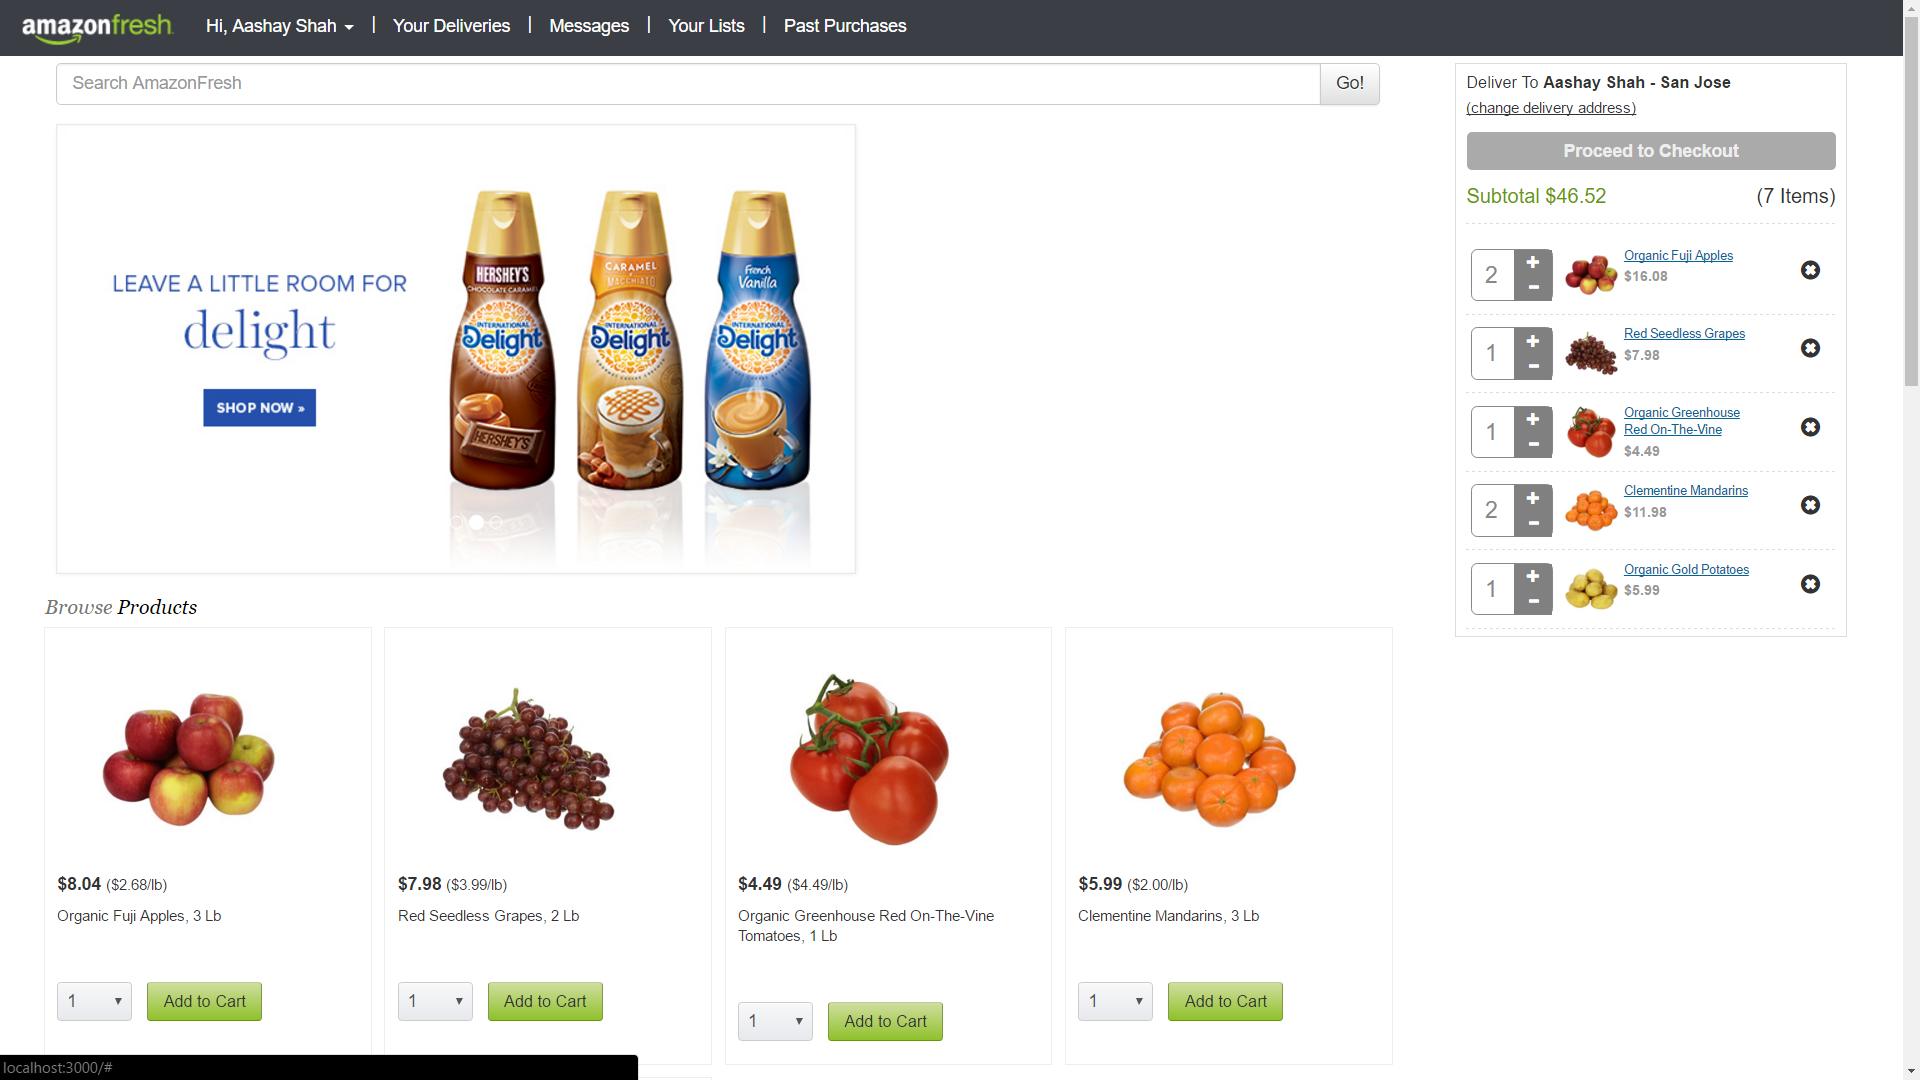 amazonfresh
Hi, Aashay Shah | Your Deliveries | Messages | Your Lists | Past Purchases
Search AmazonFresh
Go!
LEAVE A LITTLE ROOM FOR
delight
SHOP NOW »
HERSHEY'S
CHOCOLATE CARAMEL
INTERNATIONAL
Delight
HERSHEY'S
CARAMEL
MACCHIATO
INTERNATIONAL
Delight
French
Vanilla
INTERNATIONAL
Delight
Deliver To Aashay Shah - San Jose
(change delivery address)
Proceed to Checkout
Subtotal $46.52 (7 Items)
2 + - Organic Fuji Apples
$16.08
1 + - Red Seedless Grapes
$7.98
1 + - Organic Greenhouse
Red On-The-Vine
$4.49
2 + - Clementine Mandarins
$11.98
1 + - Organic Gold Potatoes
$5.99
Browse Products
$8.04 ($2.68/lb)
Organic Fuji Apples, 3 Lb
1 Add to Cart
$7.98 ($3.99/lb)
Red Seedless Grapes, 2 Lb
1 Add to Cart
$4.49 ($4.49/lb)
Organic Greenhouse Red On-The-Vine
Tomatoes, 1 Lb
1 Add to Cart
$5.99 ($2.00/lb)
Clementine Mandarins, 3 Lb
1 Add to Cart
localhost:3000/#